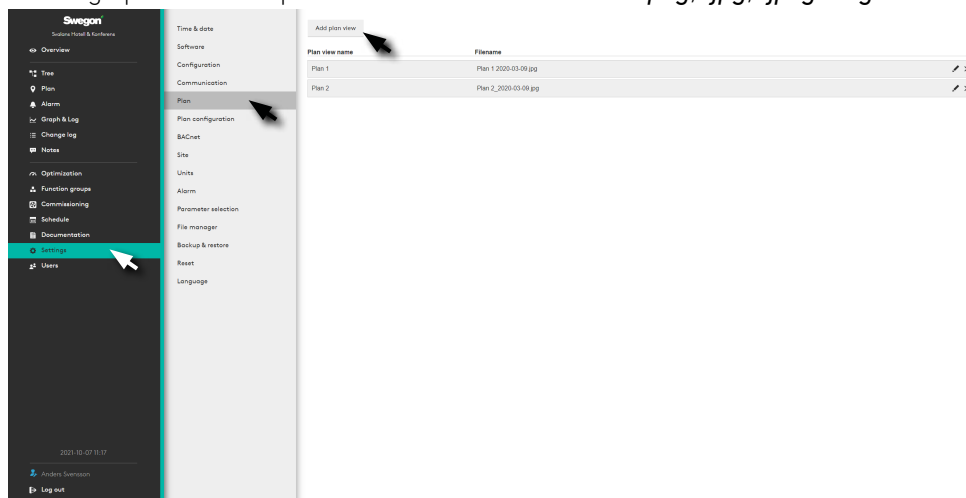 Swegon
Svalans Hotell & Konferens
Overview
Tree
Plan
Alarm
Graph & Log
Change log
Notes
Optimization
Function groups
Commissioning
Schedule
Documentation
Settings
Users
2021-10-07 11:17
Anders Svensson
Log out
Time & date
Software
Configuration
Communication
Plan
Plan configuration
BACnet
Site
Units
Alarm
Parameter selection
File manager
Backup & restore
Reset
Language
Add plan view
Plan view name Filename
Plan 1 Plan 1 2020-03-09.jpg
Plan 2 Plan 2_2020-03-09.jpg